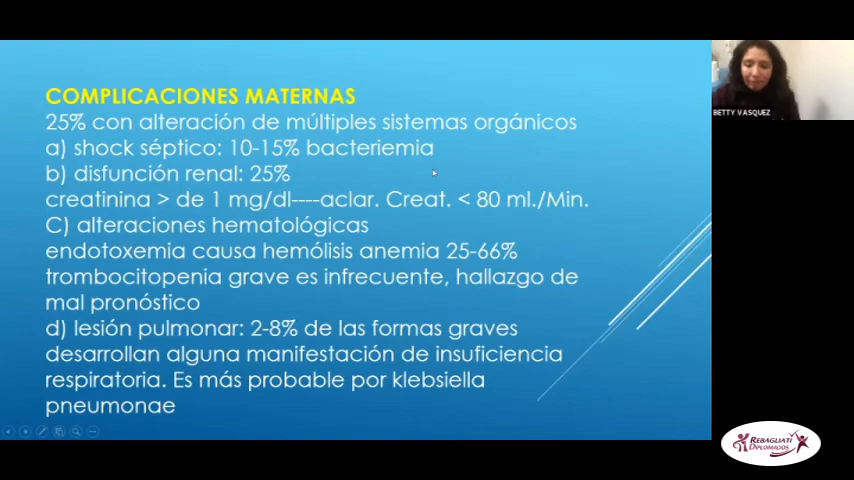 COMPLICACIONES MATERNAS
25% con alteración de múltiples sistemas orgánicos
a) shock séptico: 10-15% bacteriemia
b) disfunción renal: 25%
creatinina > de 1 mg/dl----aclar. Creat. < 80 ml./Min.
C) alteraciones hematológicas
endotoxemia causa hemólisis anemia 25-66%
trombocitopenia grave es infrecuente, hallazgo de
mal pronóstico
d) lesión pulmonar: 2-8% de las formas graves
desarrollan alguna manifestación de insuficiencia
respiratoria. Es más probable por klebsiella
pneumonae
BETTY VASQUEZ
REBAGLIATI
DIPLOMADOS